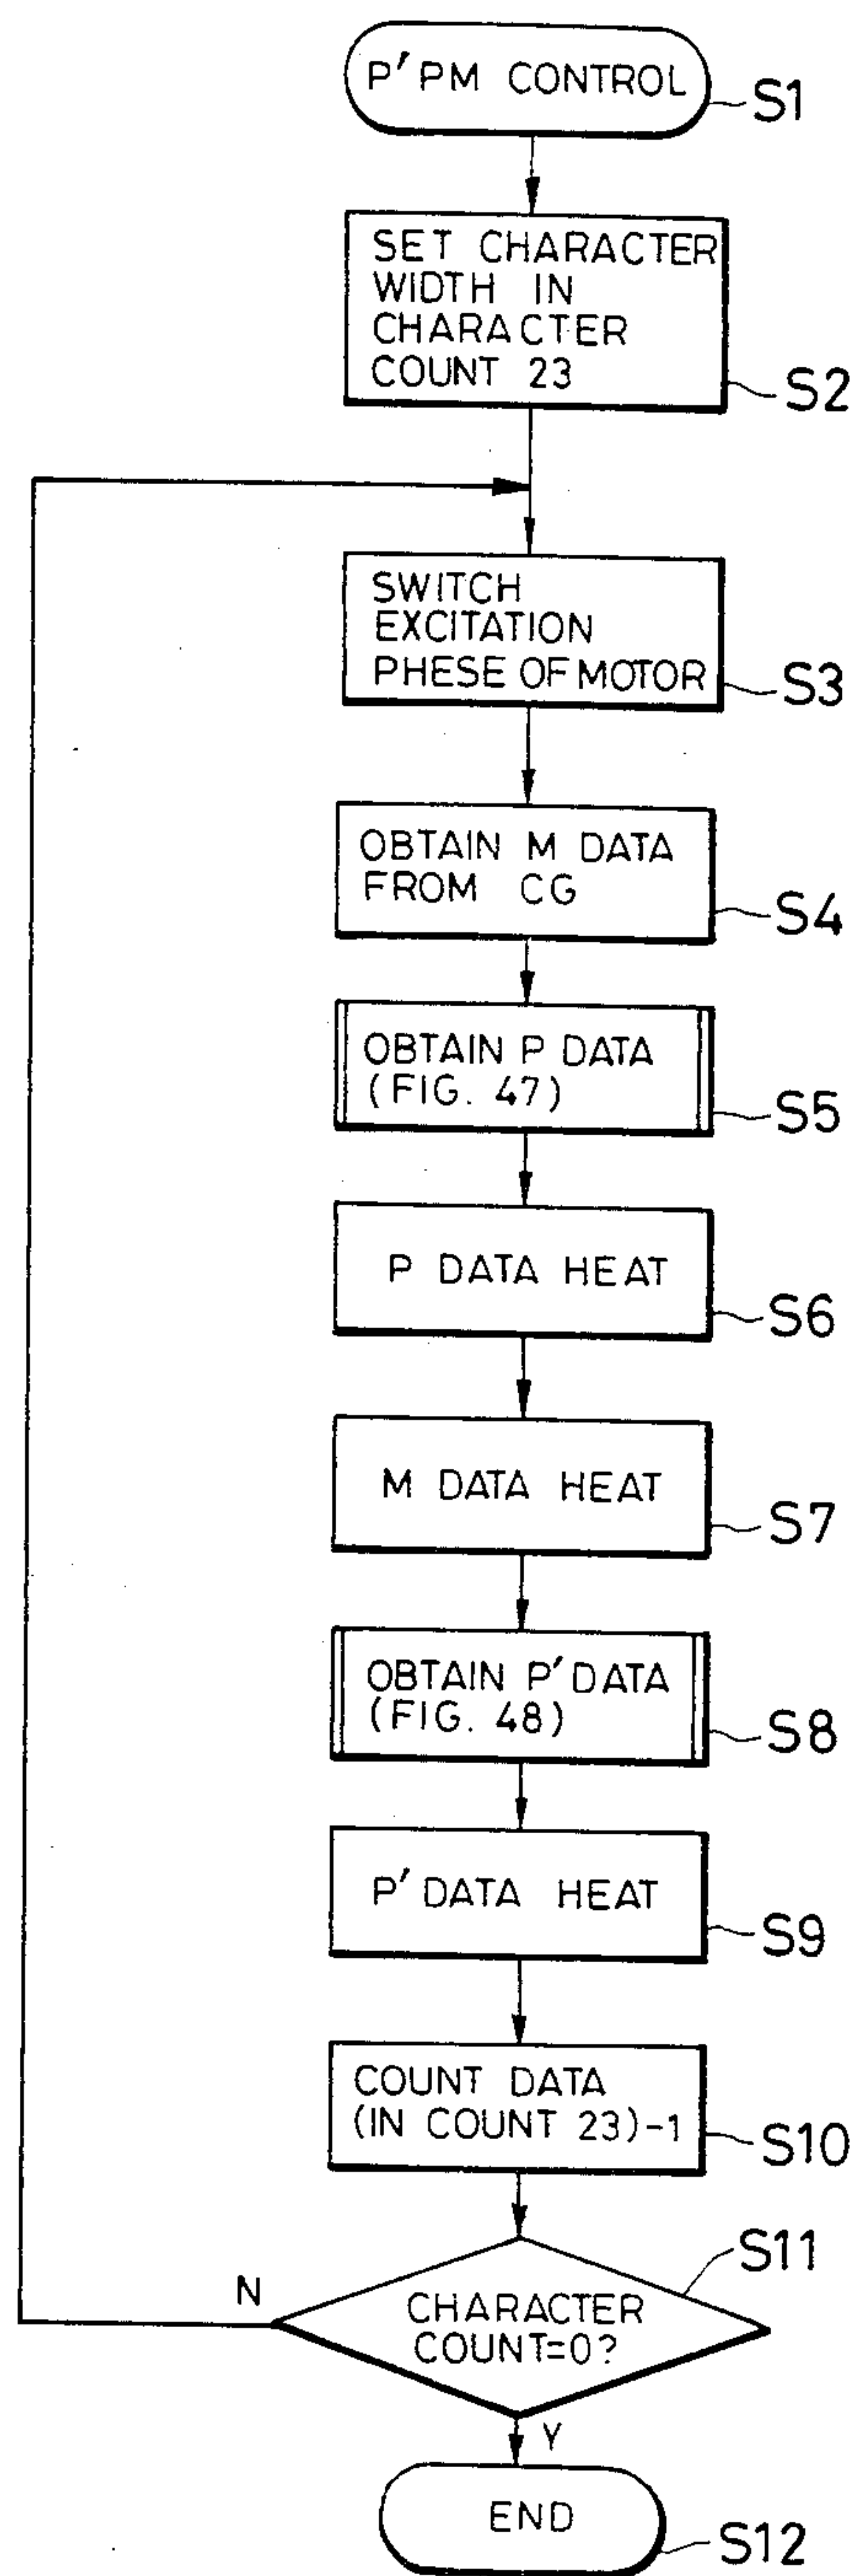 P' PM CONTROL
S1
SET CHARACTER
WIDTH IN
CHARACTER
COUNT 23
S2
SWITCH
EXCITATION
PHESE OF MOTOR
S3
OBTAIN M DATA
FROM CG
S4
OBTAIN P DATA
(FIG. 47)
S5
P DATA HEAT
S6
M DATA HEAT
S7
OBTAIN P' DATA
(FIG. 48)
S8
P' DATA HEAT
S9
COUNT DATA
(IN COUNT 23)-1
S10
S11
N
CHARACTER
COUNT=0?
Y
END
S12